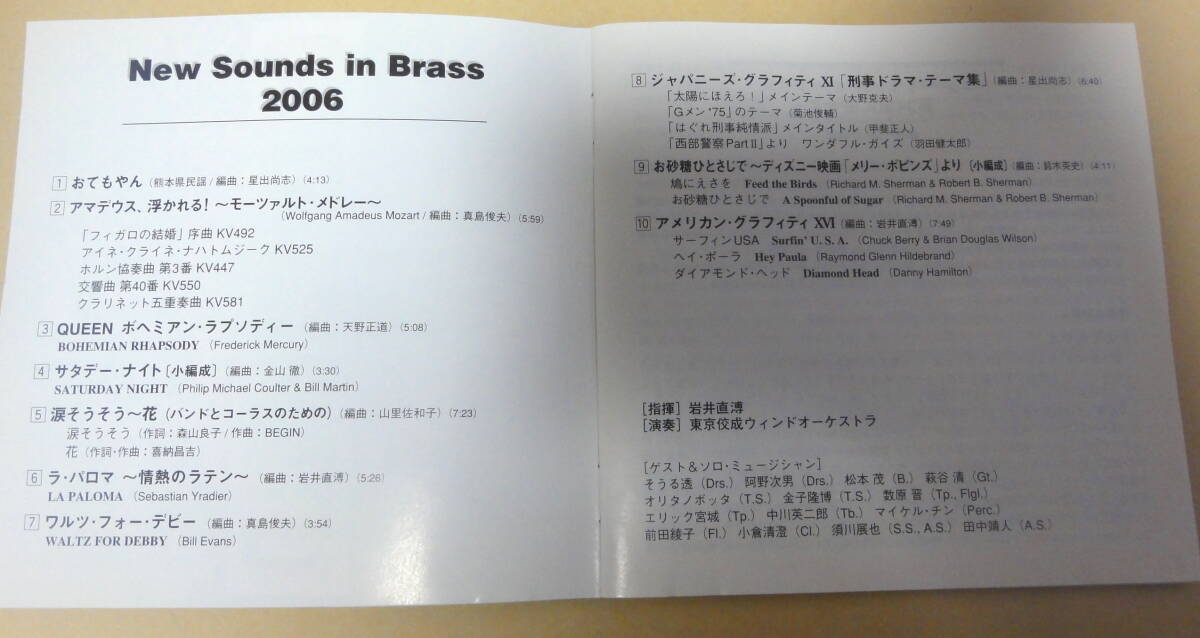 New Sounds in Brass
2006
1 おてもやん（熊本県民謡 / 編曲：星出尚志）（4:13）
2 アマデウス、浮かれる！ ～モーツァルト・メドレー～
（Wolfgang Amadeus Mozart / 編曲：真島俊夫）（5:59）
「フィガロの結婚」序曲 KV492
アイネ・クライネ・ナハトムジーク KV525
ホルン協奏曲 第3番 KV447
交響曲 第40番 KV550
クラリネット五重奏曲 KV581
3 QUEEN ボヘミアン・ラプソディー（編曲：天野正道）（5:08）
BOHEMIAN RHAPSODY（Frederick Mercury）
4 サタデー・ナイト［小編成］（編曲：金山 徹）（3:30）
SATURDAY NIGHT（Philip Michael Coulter & Bill Martin）
5 涙そうそう～花（バンドとコーラスのための）（編曲：山里佐和子）（7:23）
涙そうそう（作詞：森山良子 / 作曲：BEGIN）
花（作詞・作曲：喜納昌吉）
6 ラ・パロマ ～情熱のラテン～（編曲：岩井直溥）（5:26）
LA PALOMA（Sebastian Yradier）
7 ワルツ・フォー・デビー（編曲：真島俊夫）（3:54）
WALTZ FOR DEBBY（Bill Evans）
8 ジャパニーズ・グラフィティ XI「刑事ドラマ・テーマ集」（編曲：星出尚志）（6:40）
「太陽にほえろ！」メインテーマ（大野克夫）
「Gメン'75」のテーマ（菊池俊輔）
「はぐれ刑事純情派」メインタイトル（甲斐正人）
「西部警察 Part II」より ワンダフル・ガイズ（羽田健太郎）
9 お砂糖ひとさじで～ディズニー映画「メリー・ポピンズ」より［小編成］（編曲：鈴木英史）（4:11）
鳩にえさを Feed the Birds（Richard M. Sherman & Robert B. Sherman）
お砂糖ひとさじで A Spoonful of Sugar（Richard M. Sherman & Robert B. Sherman）
10 アメリカン・グラフィティ XVI（編曲：岩井直溥）（7:49）
サーフィンUSA Surfin' U. S. A.（Chuck Berry & Brian Douglas Wilson）
ヘイ・ポーラ Hey Paula（Raymond Glenn Hildebrand）
ダイアモンド・ヘッド Diamond Head（Danny Hamilton）
［指揮］岩井直溥
［演奏］東京佼成ウィンドオーケストラ
［ゲスト＆ソロ・ミュージシャン］
そうる透（Drs.） 阿野次男（Drs.） 松本 茂（B.） 萩谷 清（Gt.）
オリタノボッタ（T.S.） 金子隆博（T.S.） 数原 晋（Tp., Flgl.）
エリック宮城（Tp.） 中川英二郎（Tb.） マイケル・チン（Perc.）
前田綾子（Fl.） 小倉清澄（Cl.） 須川展也（S.S., A.S.） 田中靖人（A.S.）